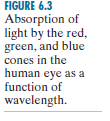 FIGURE 6.3
Absorption of
light by the red,
green, and blue
cones in the
human eye as a
function of
wavelength.